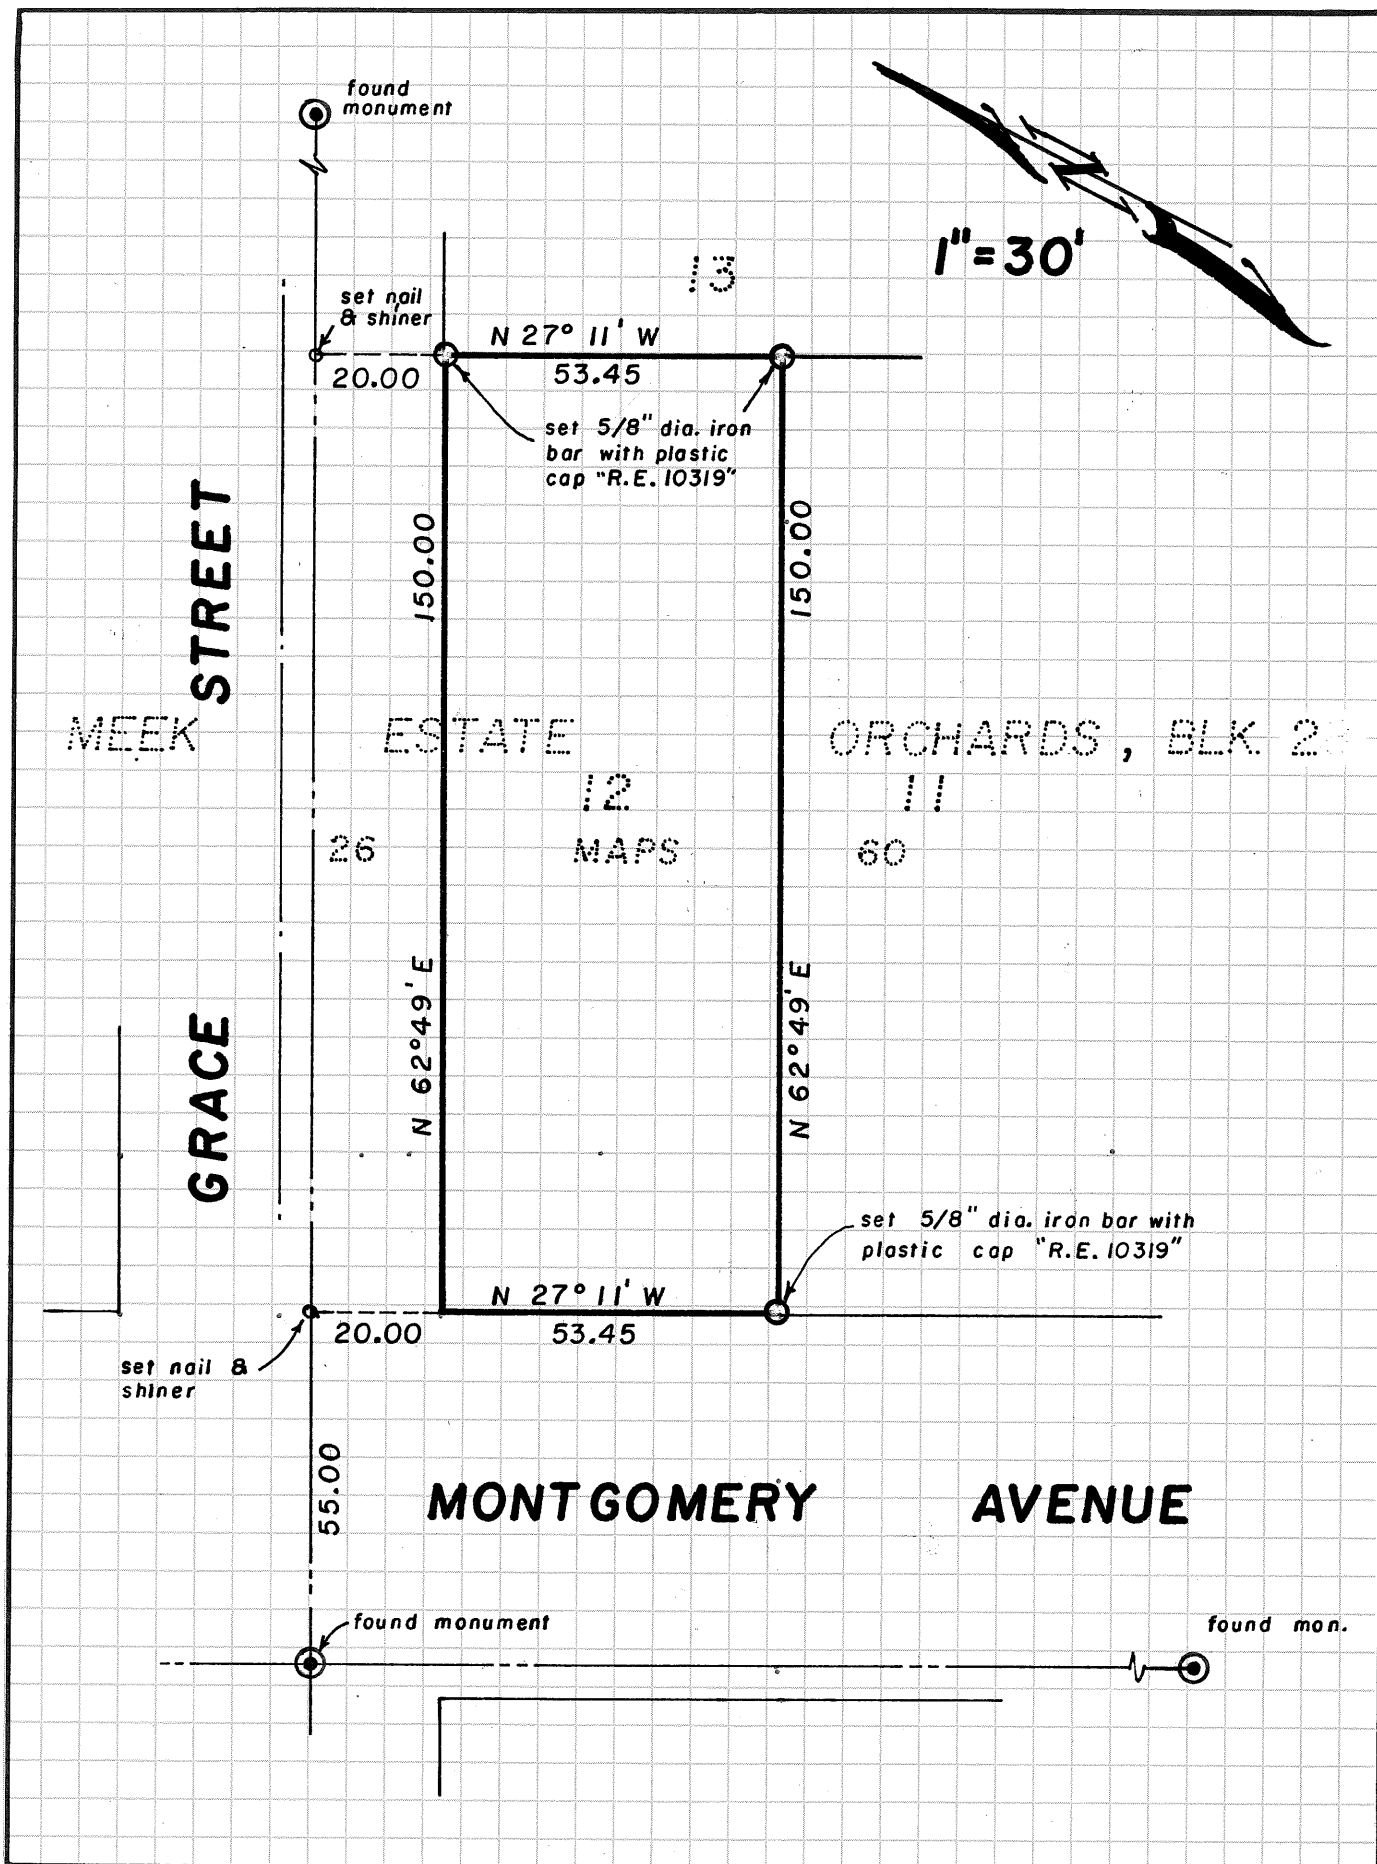 found
monument
1"=30'
13
set nail
& shiner
N 27° 11' W
20.00
53.45
set 5/8" dia. iron
bar with plastic
cap "R.E. 10319"
GRACE STREET
150.00
150.00
MEEK ESTATE ORCHARDS, BLK. 2
12
11
26 MAPS 60
N 62°49' E
N 62°49' E
set 5/8" dia. iron bar with
plastic cap "R.E. 10319"
N 27° 11' W
20.00
53.45
set nail &
shiner
55.00
MONTGOMERY AVENUE
found monument
found mon.